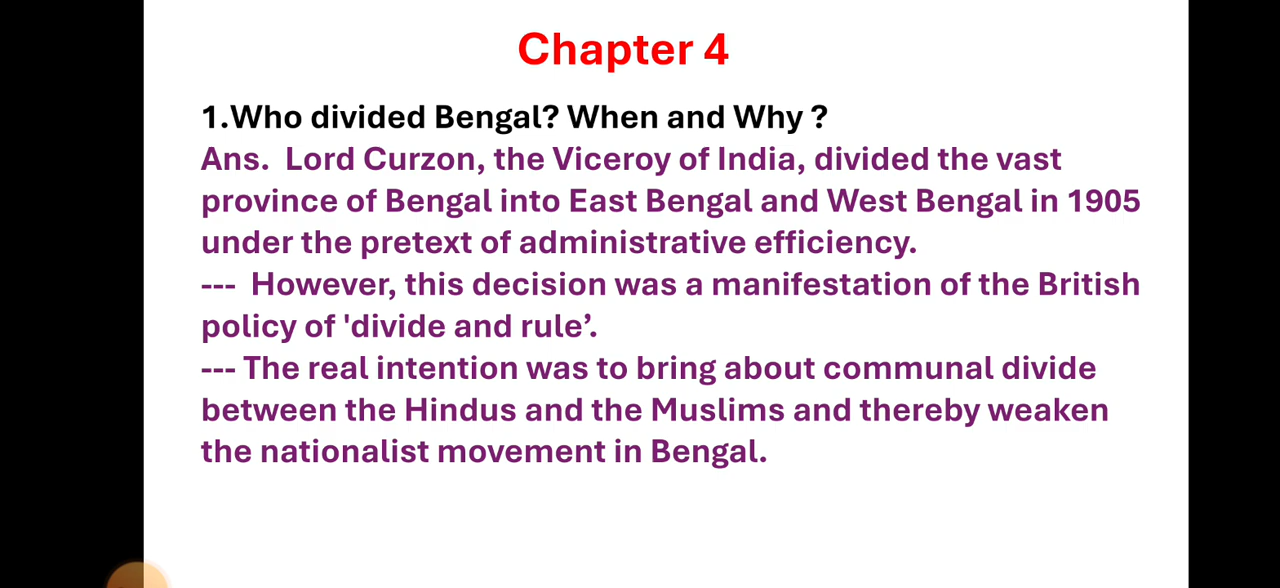 Chapter 4
1.Who divided Bengal? When and Why ?
Ans.  Lord Curzon, the Viceroy of India, divided the vast
province of Bengal into East Bengal and West Bengal in 1905
under the pretext of administrative efficiency.
---  However, this decision was a manifestation of the British
policy of 'divide and rule’.
--- The real intention was to bring about communal divide
between the Hindus and the Muslims and thereby weaken
the nationalist movement in Bengal.